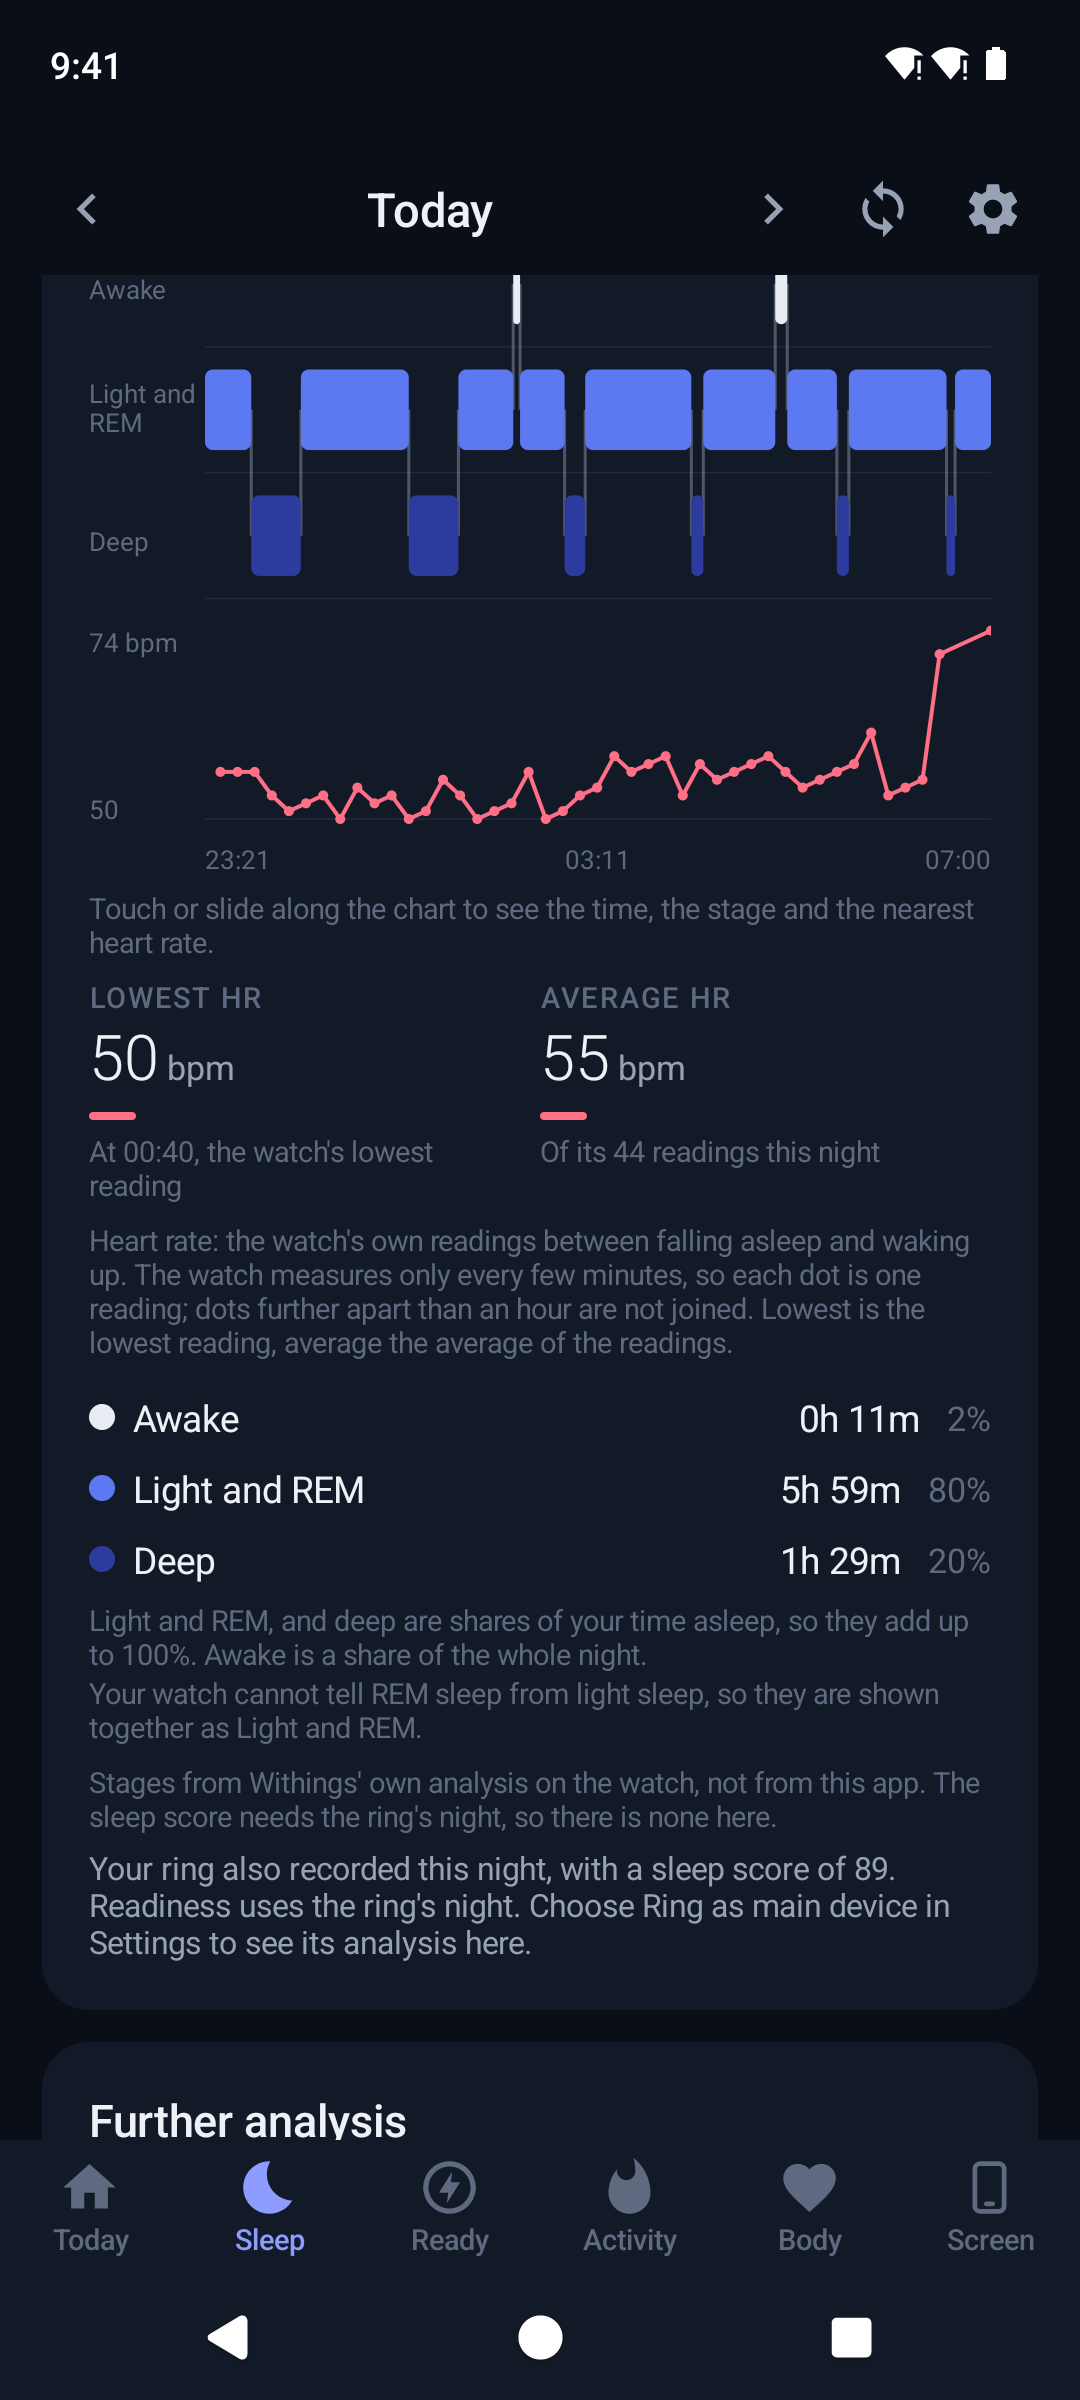 9:41
Today
Awake
Light and
REM
Deep
74 bpm
50
23:21 03:11 07:00
Touch or slide along the chart to see the time, the stage and the nearest
heart rate.
LOWEST HR AVERAGE HR
50 bpm 55 bpm
At 00:40, the watch's lowest
reading
Of its 44 readings this night
Heart rate: the watch's own readings between falling asleep and waking
up. The watch measures only every few minutes, so each dot is one
reading; dots further apart than an hour are not joined. Lowest is the
lowest reading, average the average of the readings.
Awake 0h 11m 2%
Light and REM 5h 59m 80%
Deep 1h 29m 20%
Light and REM, and deep are shares of your time asleep, so they add up
to 100%. Awake is a share of the whole night.
Your watch cannot tell REM sleep from light sleep, so they are shown
together as Light and REM.
Stages from Withings' own analysis on the watch, not from this app. The
sleep score needs the ring's night, so there is none here.
Your ring also recorded this night, with a sleep score of 89.
Readiness uses the ring's night. Choose Ring as main device in
Settings to see its analysis here.
Further analysis
Today Sleep Ready Activity Body Screen